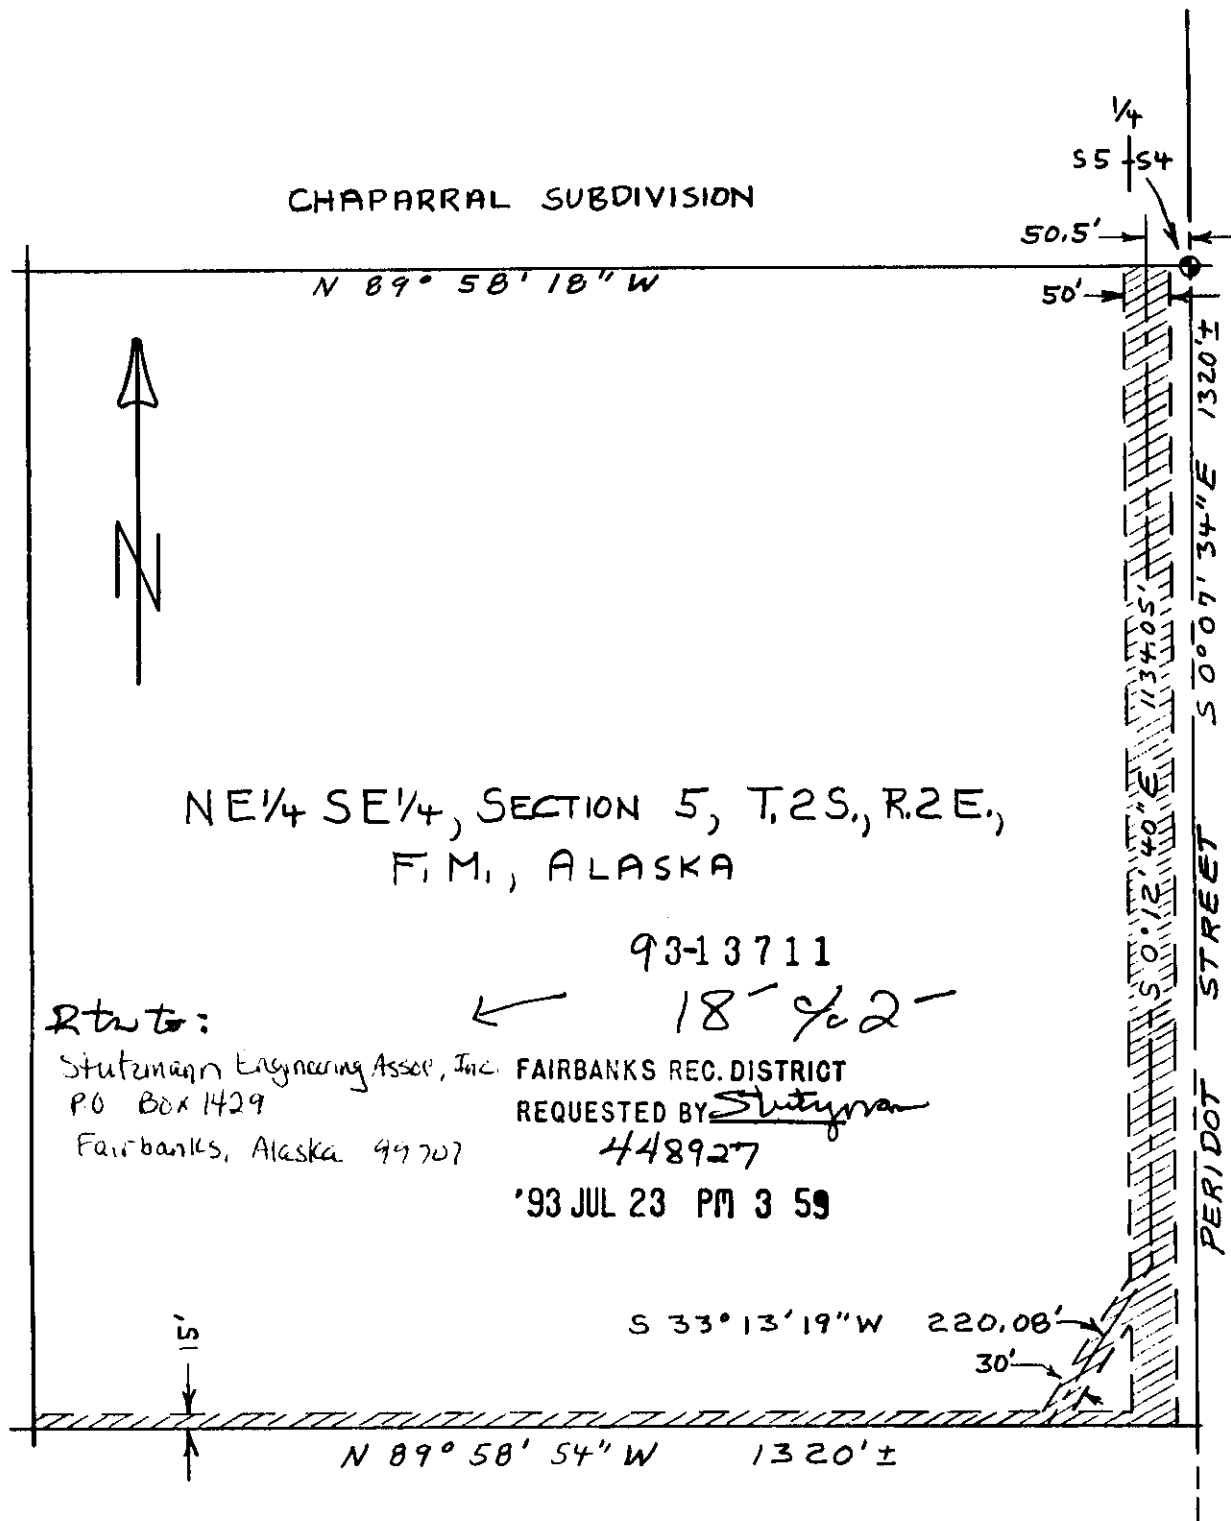 1/4
S5 S4
CHAPARRAL SUBDIVISION
50.5'
N 89° 58' 18" W
50'
S 0° 07' 34" E 1320'±
N
S 0° 12' 40" E 1134.05'
NE1/4 SE1/4, SECTION 5, T.2S., R.2E.,
F.M., ALASKA
93-13711
18- c/c 2-
Rtn to:
Stutzmann Engineering Assoc, Inc.
PO Box 1429
Fairbanks, Alaska 99707
FAIRBANKS REC. DISTRICT
REQUESTED BY Stutzman
448927
'93 JUL 23 PM 3 59
PERIDOT STREET
S 33° 13' 19" W 220.08'
30'
15'
N 89° 58' 54" W 1320'±